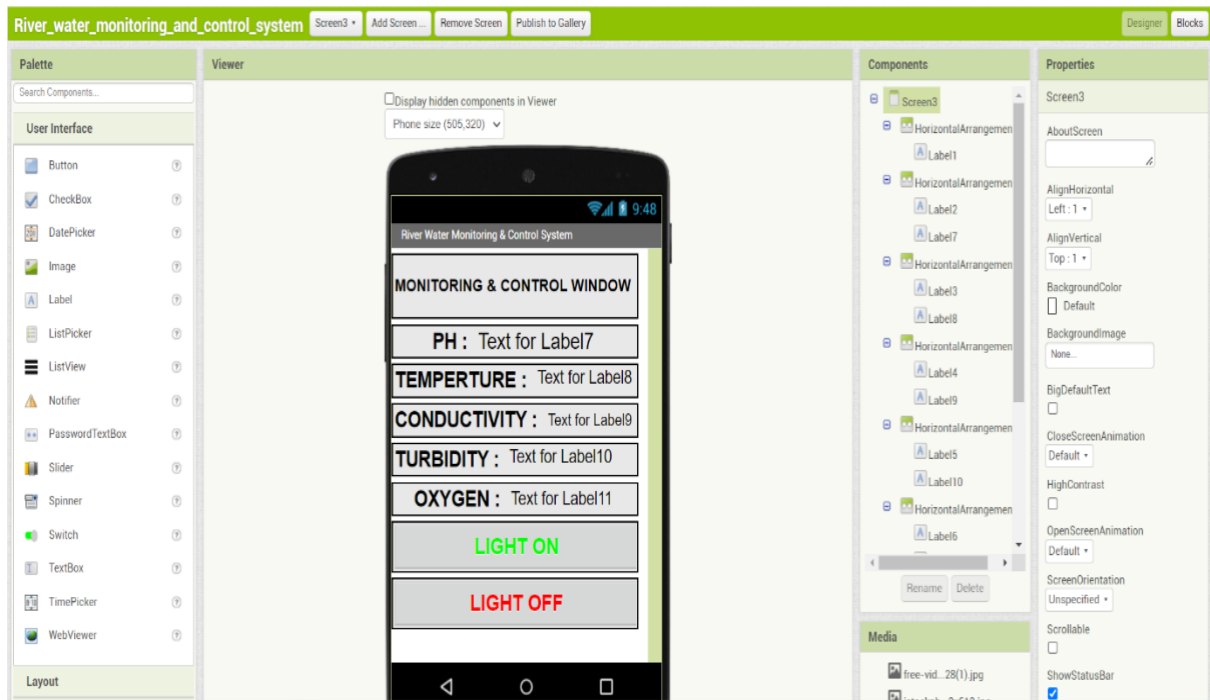 River_water_monitoring_and_control_system Screen3 Add Screen ... Remove Screen Publish to Gallery Designer Blocks
Palette
Search Components...
User Interface
Button
CheckBox
DatePicker
Image
Label
ListPicker
ListView
Notifier
PasswordTextBox
Slider
Spinner
Switch
TextBox
TimePicker
WebViewer
Layout
Viewer
Display hidden components in Viewer
Phone size (505,320)
9:48
River Water Monitoring & Control System
MONITORING & CONTROL WINDOW
PH : Text for Label7
TEMPERTURE : Text for Label8
CONDUCTIVITY : Text for Label9
TURBIDITY : Text for Label10
OXYGEN : Text for Label11
LIGHT ON
LIGHT OFF
Components
Screen3
HorizontalArrangemen
Label1
HorizontalArrangemen
Label2
Label7
HorizontalArrangemen
Label3
Label8
HorizontalArrangemen
Label4
Label9
HorizontalArrangemen
Label5
Label10
HorizontalArrangemen
Label6
Rename Delete
Media
free-vid...28(1).jpg
Properties
Screen3
AboutScreen
AlignHorizontal
Left : 1
AlignVertical
Top : 1
BackgroundColor
Default
BackgroundImage
None...
BigDefaultText
CloseScreenAnimation
Default
HighContrast
OpenScreenAnimation
Default
ScreenOrientation
Unspecified
Scrollable
ShowStatusBar